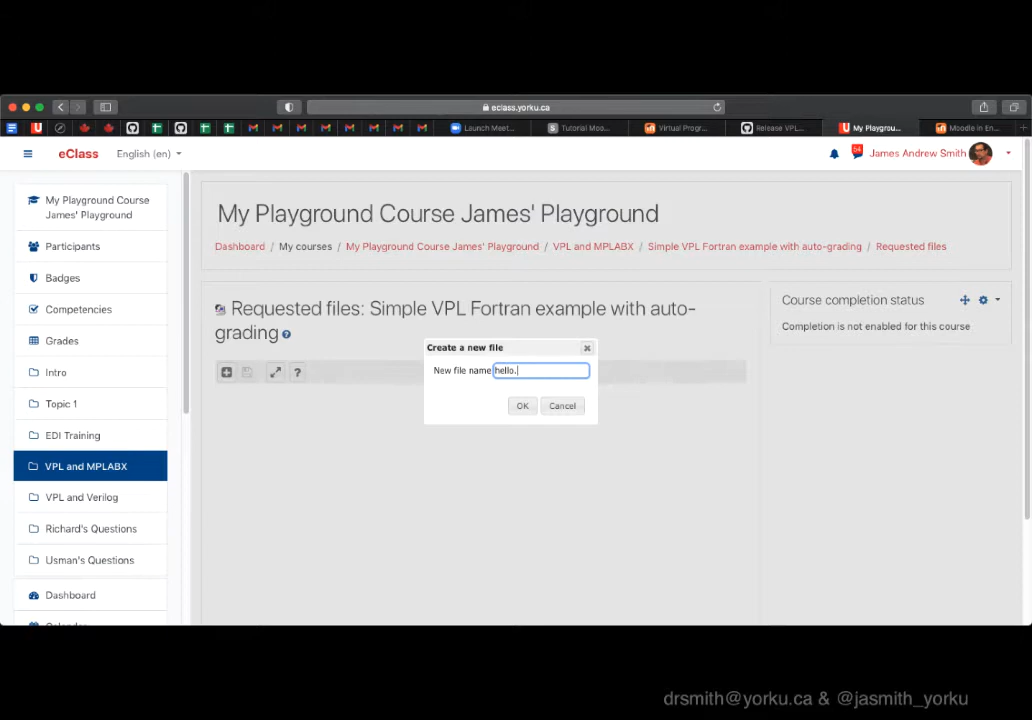 eclass.yorku.ca
Launch Meet...
Tutorial Moo...
Virtual Progr...
Release VPL...
My Playgrou...
Moodle in En...
eClass
English (en)
54
James Andrew Smith
My Playground Course
James' Playground
Participants
Badges
Competencies
Grades
Intro
Topic 1
EDI Training
VPL and MPLABX
VPL and Verilog
Richard's Questions
Usman's Questions
Dashboard
My Playground Course James' Playground
Dashboard / My courses / My Playground Course James' Playground / VPL and MPLABX / Simple VPL Fortran example with auto-grading / Requested files
Requested files: Simple VPL Fortran example with auto-
grading
Create a new file
New file name hello.
OK Cancel
Course completion status
Completion is not enabled for this course
drsmith@yorku.ca & @jasmith_yorku